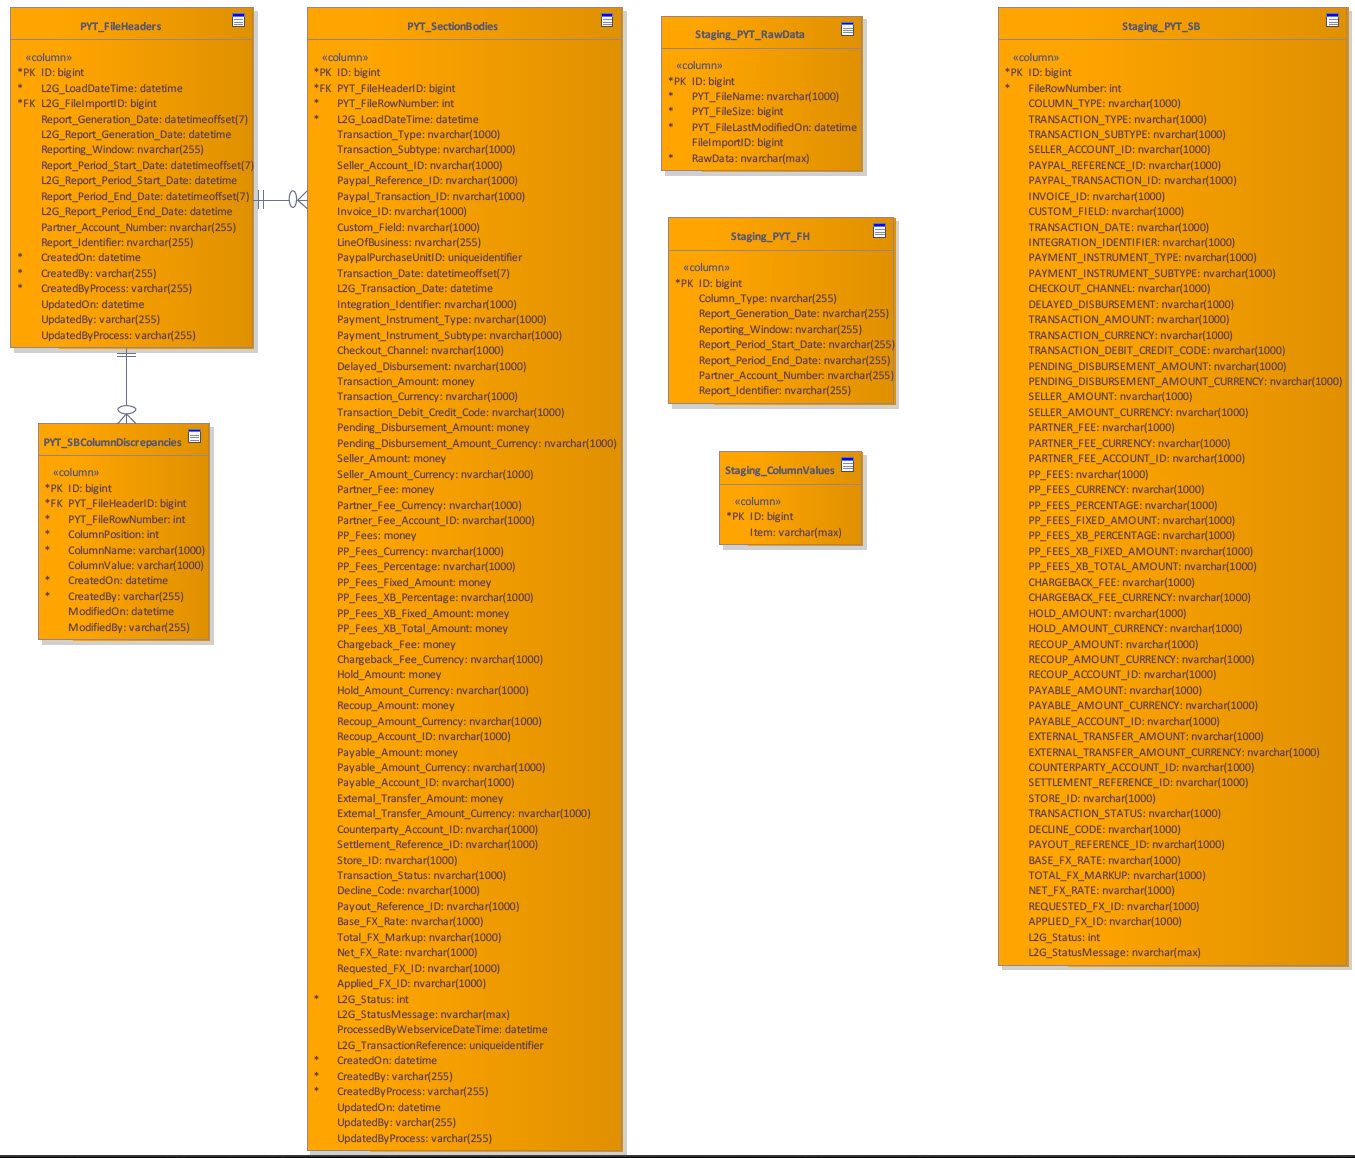 PYT_FileHeaders
«column»
*PK ID: bigint
* L2G_LoadDateTime: datetime
*FK L2G_FileImportID: bigint
Report_Generation_Date: datetimeoffset(7)
L2G_Report_Generation_Date: datetime
Reporting_Window: nvarchar(255)
Report_Period_Start_Date: datetimeoffset(7)
L2G_Report_Period_Start_Date: datetime
Report_Period_End_Date: datetimeoffset(7)
L2G_Report_Period_End_Date: datetime
Partner_Account_Number: varchar(255)
Report_Identifier: nvarchar(255)
* CreatedOn: datetime
* CreatedBy: varchar(255)
* CreatedByProcess: varchar(255)
UpdatedOn: datetime
UpdatedBy: varchar(255)
UpdatedByProcess: varchar(255)
PYT_SBColumnDiscrepancies
«column»
*PK ID: bigint
*FK PYT_FileHeaderID: bigint
* PYT_FileRowNumber: int
* ColumnPosition: int
* ColumnName: varchar(1000)
ColumnValue: varchar(1000)
* CreatedOn: datetime
* CreatedBy: varchar(255)
ModifiedOn: datetime
ModifiedBy: varchar(255)
PYT_SectionBodies
«column»
*PK ID: bigint
*FK PYT_FileHeaderID: bigint
* PYT_FileRowNumber: int
* L2G_LoadDateTime: datetime
Transaction_Type: nvarchar(1000)
Transaction_Subtype: nvarchar(1000)
Seller_Account_ID: nvarchar(1000)
Paypal_Reference_ID: nvarchar(1000)
Paypal_Transaction_ID: nvarchar(1000)
Invoice_ID: nvarchar(1000)
Custom_Field: nvarchar(1000)
LineOfBusiness: nvarchar(255)
PaypalPurchaseUnitID: uniqueidentifier
Transaction_Date: datetimeoffset(7)
L2G_Transaction_Date: datetime
Integration_Identifier: nvarchar(1000)
Payment_Instrument_Type: nvarchar(1000)
Payment_Instrument_Subtype: nvarchar(1000)
Checkout_Channel: nvarchar(1000)
Delayed_Disbursement: nvarchar(1000)
Transaction_Amount: money
Transaction_Currency: nvarchar(1000)
Transaction_Debit_Credit_Code: nvarchar(1000)
Pending_Disbursement_Amount: money
Pending_Disbursement_Amount_Currency: nvarchar(1000)
Seller_Amount: money
Seller_Amount_Currency: nvarchar(1000)
Partner_Fee: money
Partner_Fee_Currency: nvarchar(1000)
Partner_Fee_Account_ID: nvarchar(1000)
PP_Fees: money
PP_Fees_Currency: nvarchar(1000)
PP_Fees_Percentage: nvarchar(1000)
PP_Fees_Fixed_Amount: money
PP_Fees_XB_Percentage: nvarchar(1000)
PP_Fees_XB_Fixed_Amount: money
PP_Fees_XB_Total_Amount: money
Chargeback_Fee: money
Chargeback_Fee_Currency: nvarchar(1000)
Hold_Amount: money
Hold_Amount_Currency: nvarchar(1000)
Recoup_Amount: money
Recoup_Amount_Currency: nvarchar(1000)
Recoup_Account_ID: nvarchar(1000)
Payable_Amount: money
Payable_Amount_Currency: nvarchar(1000)
Payable_Account_ID: nvarchar(1000)
External_Transfer_Amount: money
External_Transfer_Amount_Currency: nvarchar(1000)
Counterparty_Account_ID: nvarchar(1000)
Settlement_Reference_ID: nvarchar(1000)
Store_ID: nvarchar(1000)
Transaction_Status: nvarchar(1000)
Decline_Code: nvarchar(1000)
Payout_Reference_ID: nvarchar(1000)
Base_FX_Rate: nvarchar(1000)
Total_FX_Markup: nvarchar(1000)
Net_FX_Rate: nvarchar(1000)
Requested_FX_ID: nvarchar(1000)
Applied_FX_ID: nvarchar(1000)
* L2G_Status: int
L2G_StatusMessage: nvarchar(max)
ProcessedByWebserviceDateTime: datetime
L2G_TransactionReference: uniqueidentifier
* CreatedOn: datetime
* CreatedBy: varchar(255)
* CreatedByProcess: varchar(255)
UpdatedOn: datetime
UpdatedBy: varchar(255)
UpdatedByProcess: varchar(255)
Staging_PYT_RawData
«column»
*PK ID: bigint
* PYT_FileName: nvarchar(1000)
* PYT_FileSize: bigint
* PYT_FileLastModifiedOn: datetime
FileImportID: bigint
* RawData: nvarchar(max)
Staging_PYT_FH
«column»
*PK ID: bigint
Column_Type: nvarchar(255)
Report_Generation_Date: nvarchar(255)
Reporting_Window: nvarchar(255)
Report_Period_Start_Date: nvarchar(255)
Report_Period_End_Date: nvarchar(255)
Partner_Account_Number: nvarchar(255)
Report_Identifier: nvarchar(255)
Staging_ColumnValues
«column»
*PK ID: bigint
Item: varchar(max)
Staging_PYT_SB
«column»
*PK ID: bigint
* FileRowNumber: int
COLUMN_TYPE: nvarchar(1000)
TRANSACTION_TYPE: nvarchar(1000)
TRANSACTION_SUBTYPE: nvarchar(1000)
SELLER_ACCOUNT_ID: nvarchar(1000)
PAYPAL_REFERENCE_ID: nvarchar(1000)
PAYPAL_TRANSACTION_ID: nvarchar(1000)
INVOICE_ID: nvarchar(1000)
CUSTOM_FIELD: nvarchar(1000)
TRANSACTION_DATE: nvarchar(1000)
INTEGRATION_IDENTIFIER: nvarchar(1000)
PAYMENT_INSTRUMENT_TYPE: nvarchar(1000)
PAYMENT_INSTRUMENT_SUBTYPE: nvarchar(1000)
CHECKOUT_CHANNEL: nvarchar(1000)
DELAYED_DISBURSEMENT: nvarchar(1000)
TRANSACTION_AMOUNT: nvarchar(1000)
TRANSACTION_CURRENCY: nvarchar(1000)
TRANSACTION_DEBIT_CREDIT_CODE: nvarchar(1000)
PENDING_DISBURSEMENT_AMOUNT: nvarchar(1000)
PENDING_DISBURSEMENT_AMOUNT_CURRENCY: nvarchar(1000)
SELLER_AMOUNT: nvarchar(1000)
SELLER_AMOUNT_CURRENCY: nvarchar(1000)
PARTNER_FEE: nvarchar(1000)
PARTNER_FEE_CURRENCY: nvarchar(1000)
PARTNER_FEE_ACCOUNT_ID: nvarchar(1000)
PP_FEES: nvarchar(1000)
PP_FEES_CURRENCY: nvarchar(1000)
PP_FEES_PERCENTAGE: nvarchar(1000)
PP_FEES_FIXED_AMOUNT: nvarchar(1000)
PP_FEES_XB_PERCENTAGE: nvarchar(1000)
PP_FEES_XB_FIXED_AMOUNT: nvarchar(1000)
PP_FEES_XB_TOTAL_AMOUNT: nvarchar(1000)
CHARGEBACK_FEE: nvarchar(1000)
CHARGEBACK_FEE_CURRENCY: nvarchar(1000)
HOLD_AMOUNT: nvarchar(1000)
HOLD_AMOUNT_CURRENCY: nvarchar(1000)
RECOUP_AMOUNT: nvarchar(1000)
RECOUP_AMOUNT_CURRENCY: nvarchar(1000)
RECOUP_ACCOUNT_ID: nvarchar(1000)
PAYABLE_AMOUNT: nvarchar(1000)
PAYABLE_AMOUNT_CURRENCY: nvarchar(1000)
PAYABLE_ACCOUNT_ID: nvarchar(1000)
EXTERNAL_TRANSFER_AMOUNT: nvarchar(1000)
EXTERNAL_TRANSFER_AMOUNT_CURRENCY: nvarchar(1000)
COUNTERPARTY_ACCOUNT_ID: nvarchar(1000)
SETTLEMENT_REFERENCE_ID: nvarchar(1000)
STORE_ID: nvarchar(1000)
TRANSACTION_STATUS: nvarchar(1000)
DECLINE_CODE: nvarchar(1000)
PAYOUT_REFERENCE_ID: nvarchar(1000)
BASE_FX_RATE: nvarchar(1000)
TOTAL_FX_MARKUP: nvarchar(1000)
NET_FX_RATE: nvarchar(1000)
REQUESTED_FX_ID: nvarchar(1000)
APPLIED_FX_ID: nvarchar(1000)
L2G_Status: int
L2G_StatusMessage: nvarchar(max)